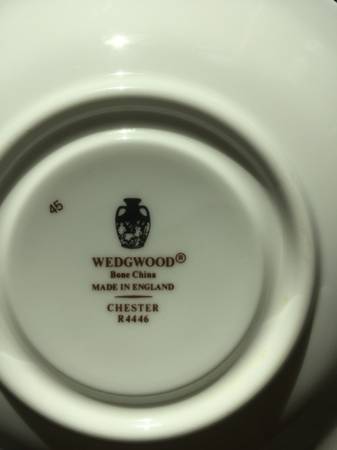 45
WEDGWOOD®
Bone China
MADE IN ENGLAND
CHESTER
R4446